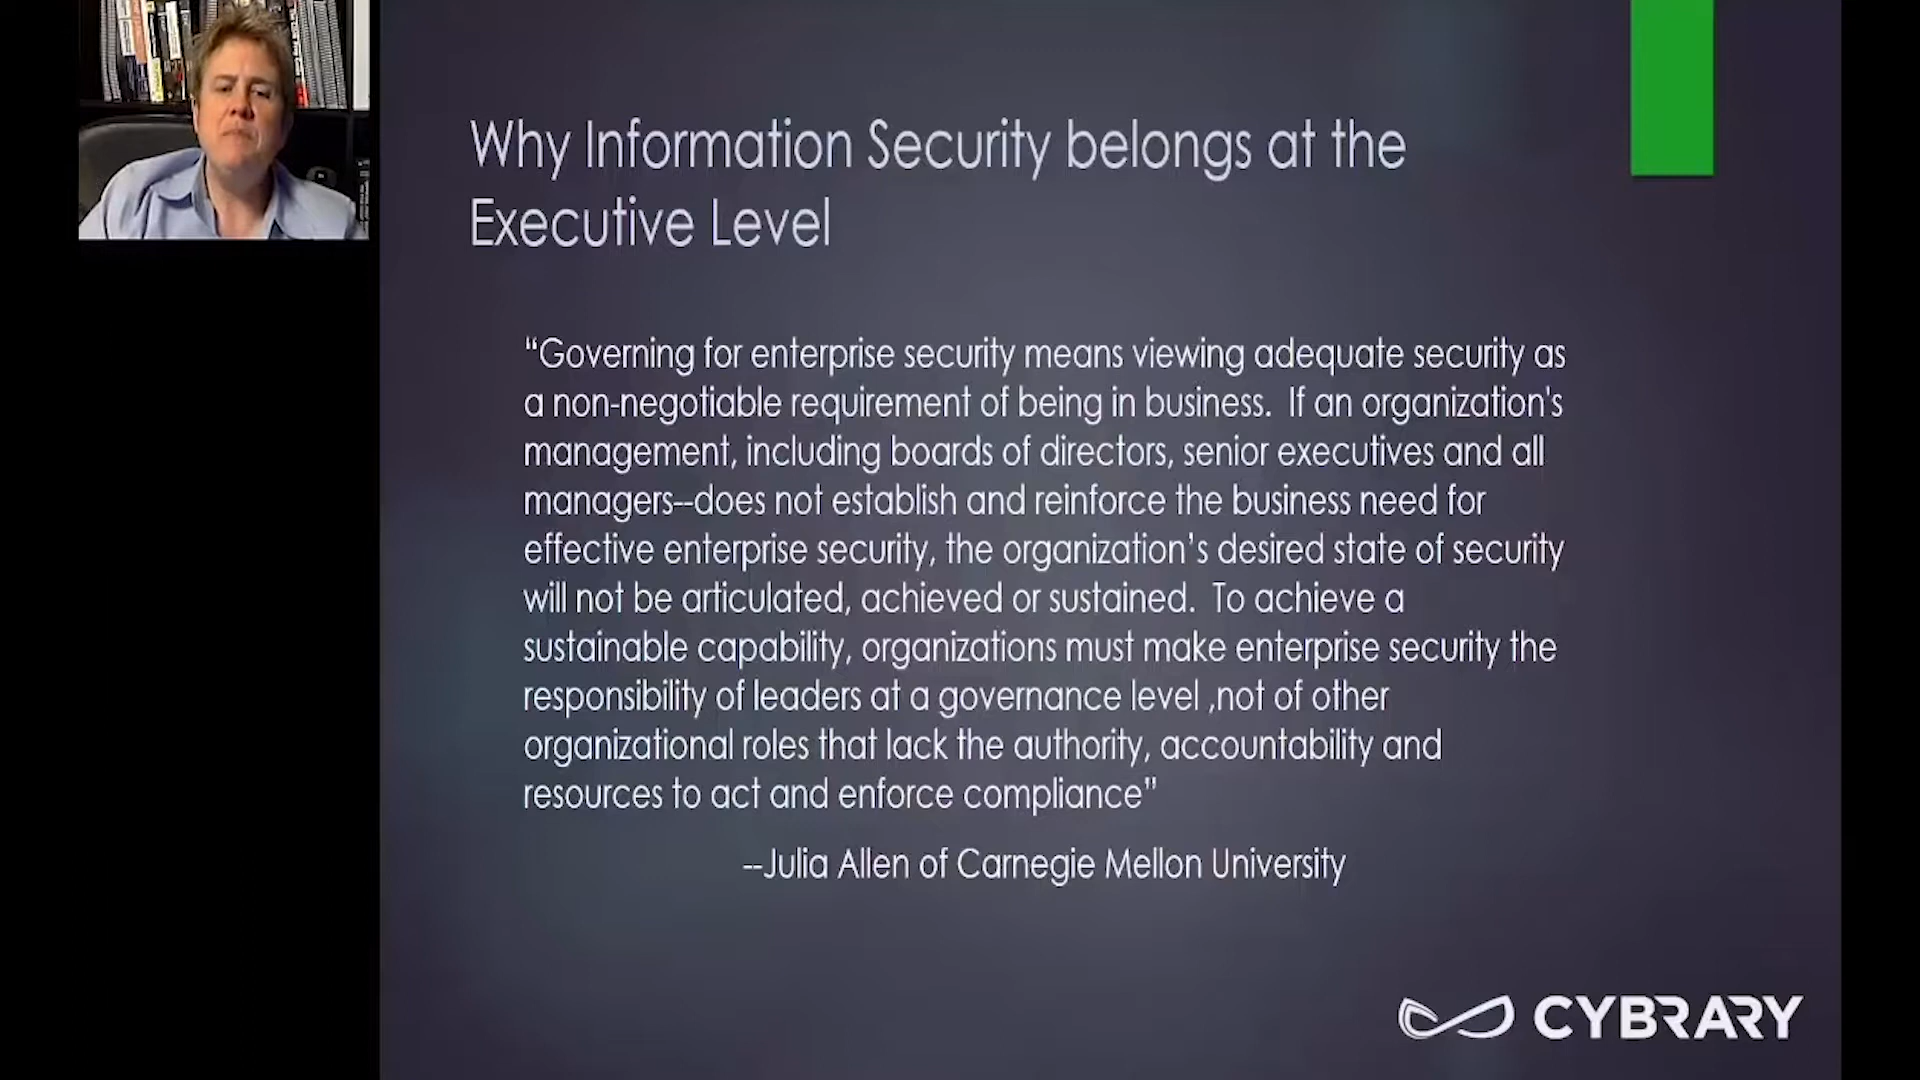 Why Information Security belongs at the
Executive Level
“Governing for enterprise security means viewing adequate security as
a non-negotiable requirement of being in business.  If an organization's
management, including boards of directors, senior executives and all
managers--does not establish and reinforce the business need for
effective enterprise security, the organization’s desired state of security
will not be articulated, achieved or sustained.  To achieve a
sustainable capability, organizations must make enterprise security the
responsibility of leaders at a governance level ,not of other
organizational roles that lack the authority, accountability and
resources to act and enforce compliance”
--Julia Allen of Carnegie Mellon University
CYBRARY